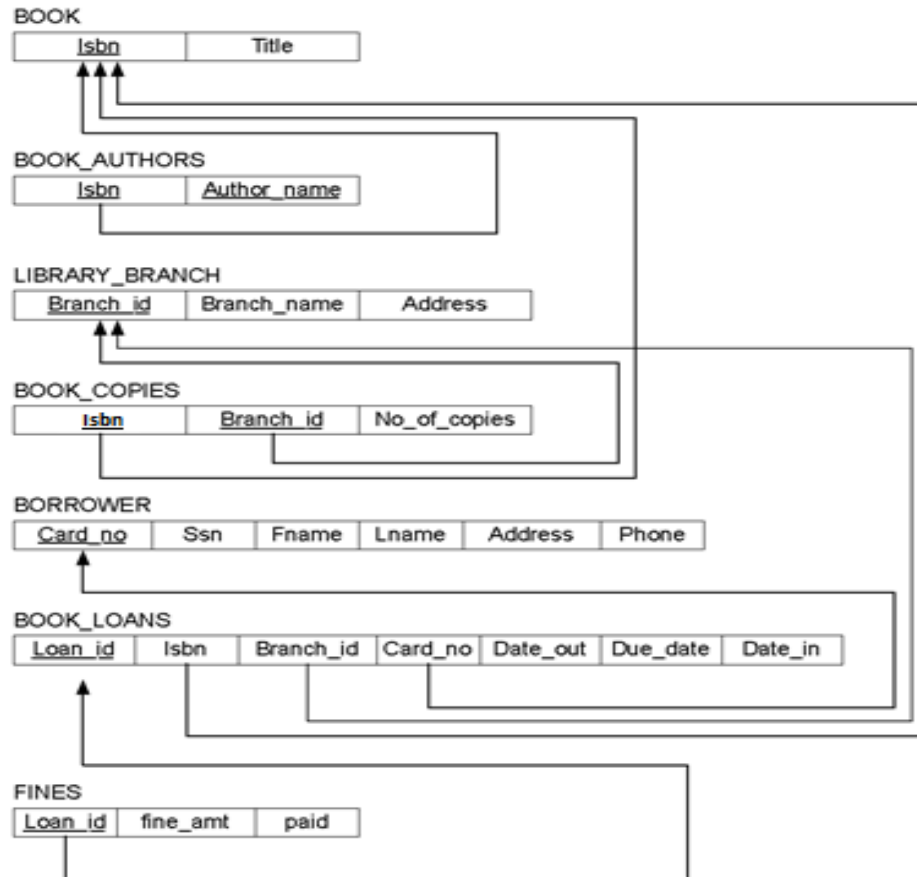 BOOK
Isbn Title
BOOK_AUTHORS
Isbn Author_name
LIBRARY_BRANCH
Branch_id Branch_name Address
BOOK_COPIES
Isbn Branch_id No_of_copies
BORROWER
Card_no Ssn Fname Lname Address Phone
BOOK_LOANS
Loan_id Isbn Branch_id Card_no Date_out Due_date Date_in
FINES
Loan_id fine_amt paid